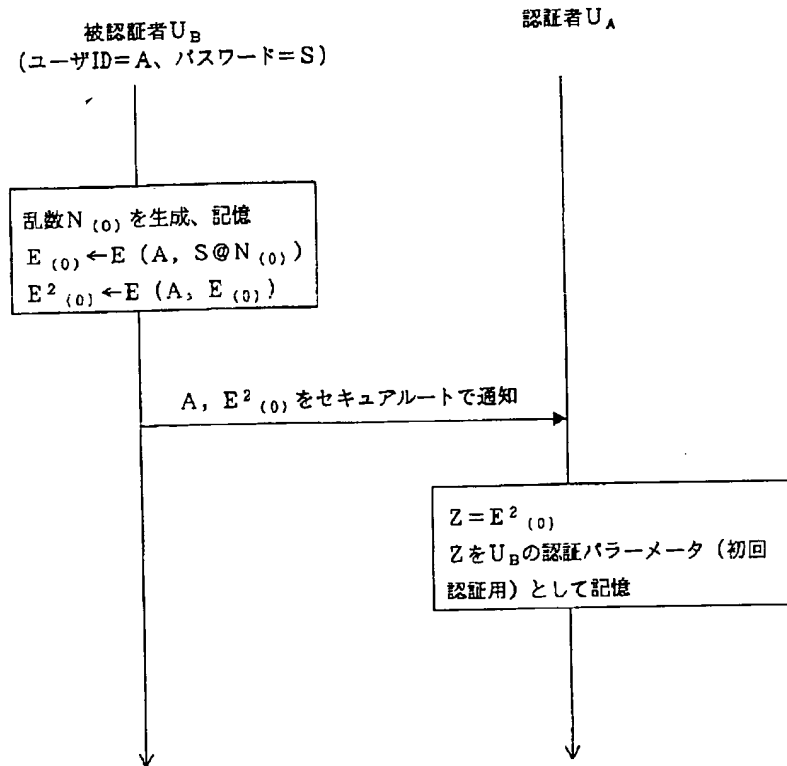 被認証者U_B
(ユーザID=A、パスワード=S)
認証者U_A
乱数N_(0)を生成、記憶
E_(0)←E(A,S@N_(0))
E²_(0)←E(A,E_(0))
A,E²_(0)をセキュアルートで通知
Z=E²_(0)
ZをU_Bの認証パラーメータ(初回
認証用)として記憶